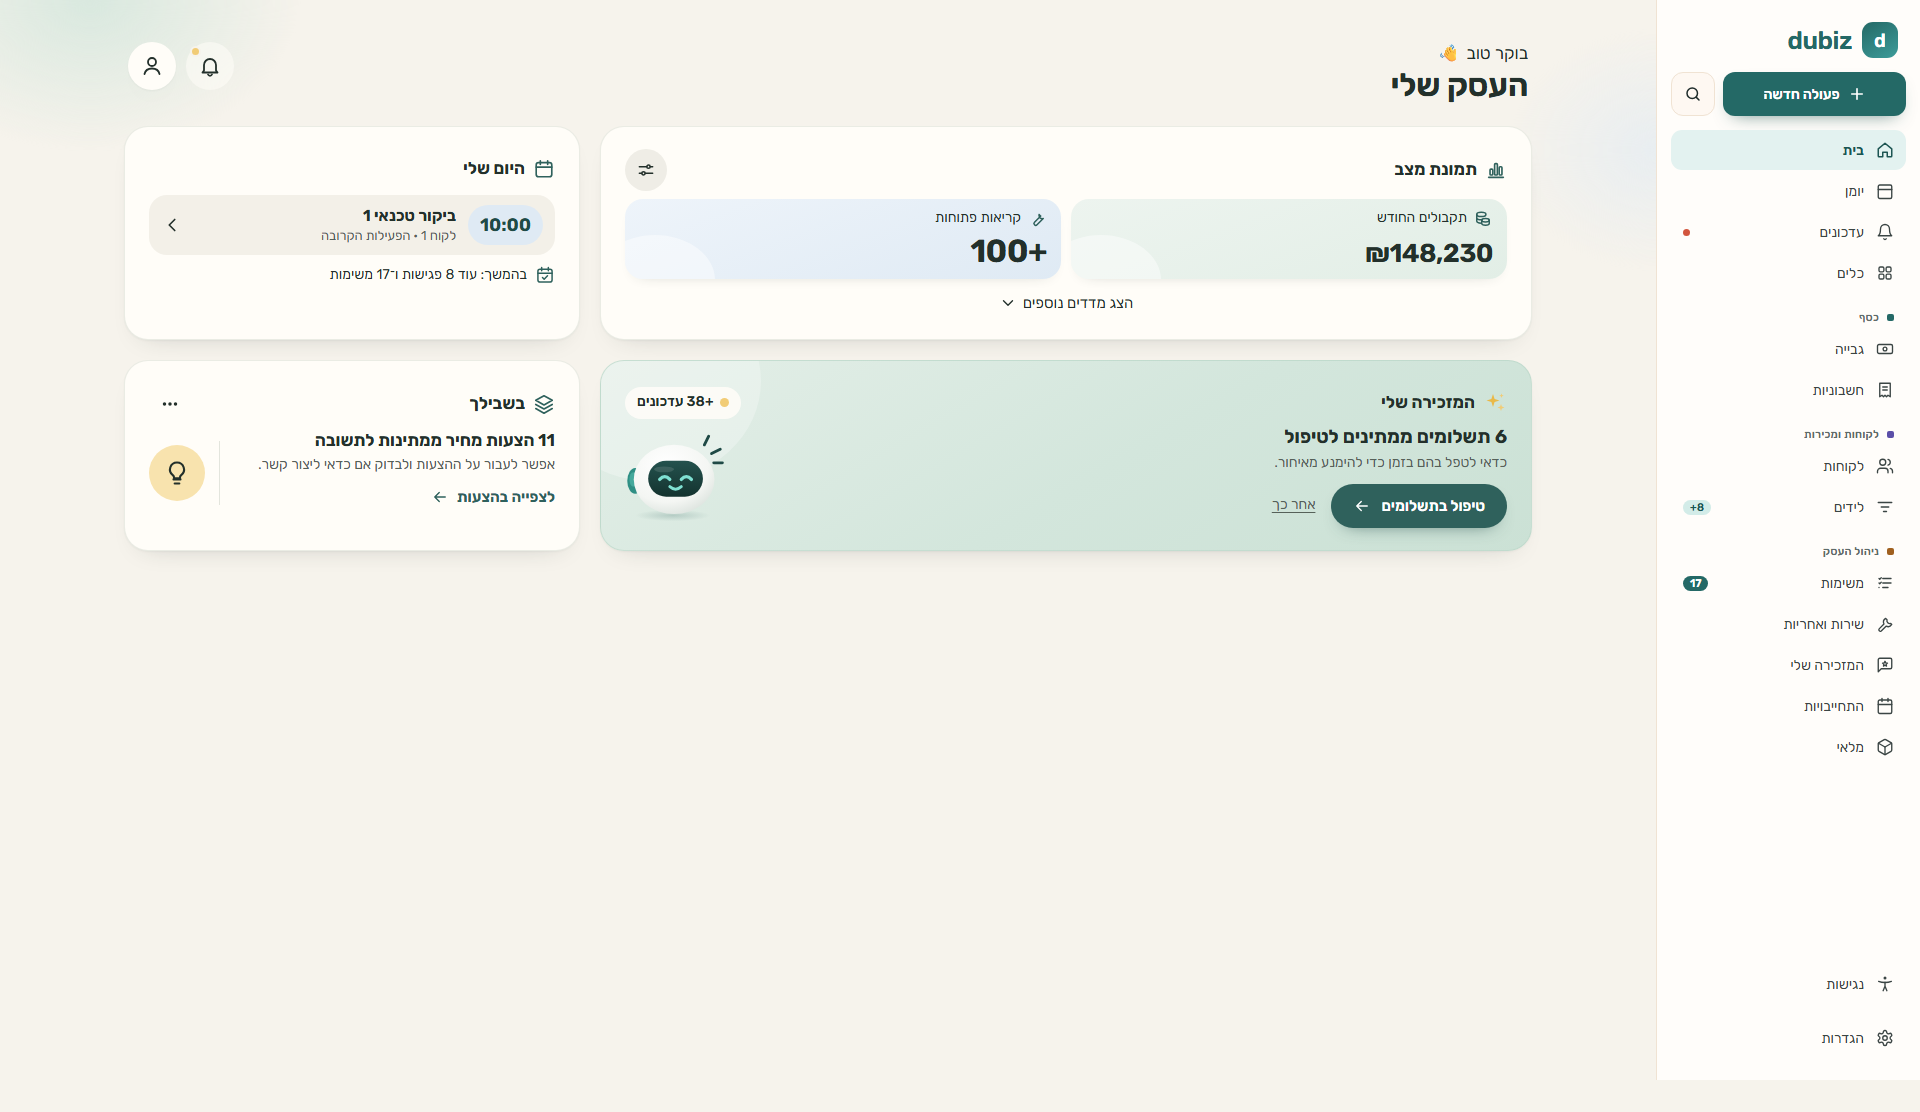 dubiz
d
פעולה חדשה
בית
יומן
עדכונים
כלים
כסף
גבייה
חשבוניות
לקוחות ומכירות
לקוחות
לידים
8+
ניהול העסק
משימות
17
שירות ואחריות
המזכירה שלי
התחייבויות
מלאי
נגישות
הגדרות
בוקר טוב 👋
העסק שלי
תמונת מצב
תקבולים החודש
₪148,230
קריאות פתוחות
100+
הצג מדדים נוספים
היום שלי
10:00
ביקור טכנאי 1
לקוח 1 • הפעילות הקרובה
בהמשך: עוד 8 פגישות ו־17 משימות
המזכירה שלי
38+ עדכונים
6 תשלומים ממתינים לטיפול
כדאי לטפל בהם בזמן כדי להימנע מאיחור.
טיפול בתשלומים
אחר כך
בשבילך
11 הצעות מחיר ממתינות לתשובה
אפשר לעבור על ההצעות ולבדוק אם כדאי ליצור קשר.
לצפייה בהצעות